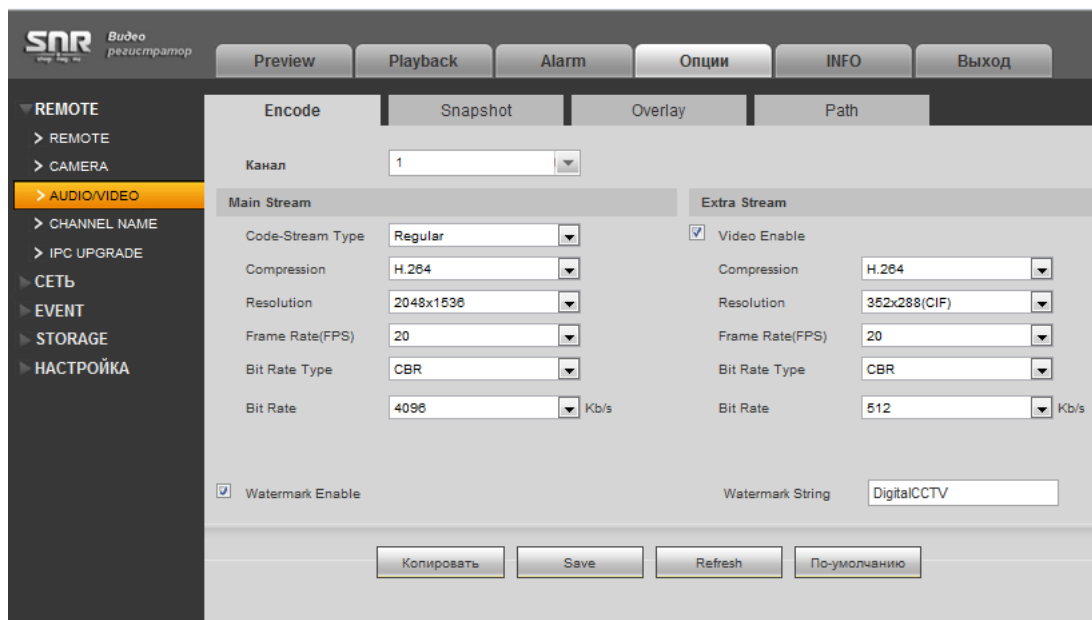 SNR
Видео
регистратор
Preview Playback Alarm Опции INFO Выход
REMOTE
> REMOTE
> CAMERA
> AUDIO/VIDEO
> CHANNEL NAME
> IPC UPGRADE
СЕТЬ
EVENT
STORAGE
НАСТРОЙКА
Encode Snapshot Overlay Path
Канал 1
Main Stream
Code-Stream Type Regular
Compression H.264
Resolution 2048x1536
Frame Rate(FPS) 20
Bit Rate Type CBR
Bit Rate 4096 Kb/s
Watermark Enable
Extra Stream
Video Enable
Compression H.264
Resolution 352x288(CIF)
Frame Rate(FPS) 20
Bit Rate Type CBR
Bit Rate 512 Kb/s
Watermark String DigitalCCTV
Копировать Save Refresh По-умолчанию